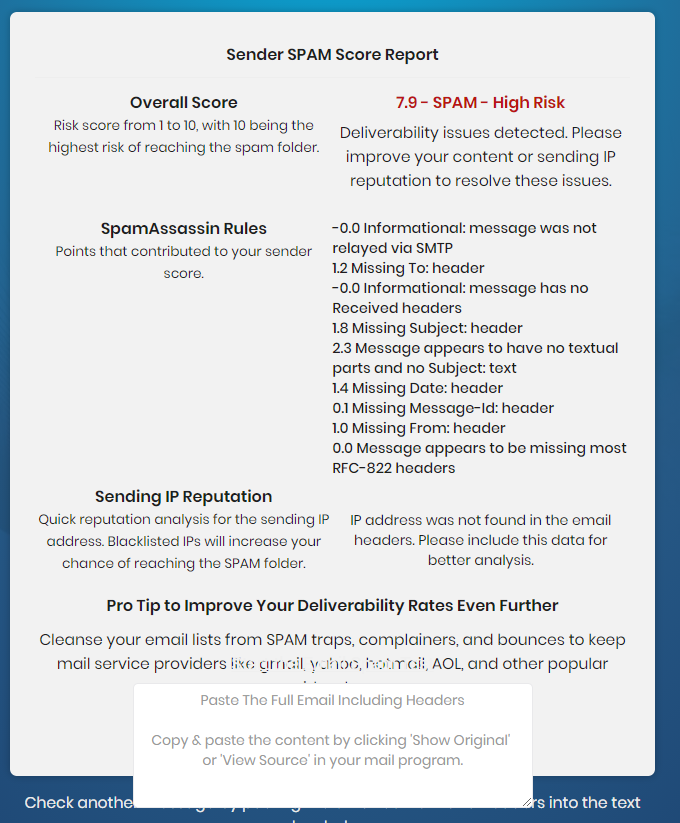 Sender SPAM Score Report
Overall Score
Risk score from 1 to 10, with 10 being the
highest risk of reaching the spam folder.
7.9 - SPAM - High Risk
Deliverability issues detected. Please
improve your content or sending IP
reputation to resolve these issues.
SpamAssassin Rules
Points that contributed to your sender
score.
-0.0 Informational: message was not
relayed via SMTP
1.2 Missing To: header
-0.0 Informational: message has no
Received headers
1.8 Missing Subject: header
2.3 Message appears to have no textual
parts and no Subject: text
1.4 Missing Date: header
0.1 Missing Message-Id: header
1.0 Missing From: header
0.0 Message appears to be missing most
RFC-822 headers
Sending IP Reputation
Quick reputation analysis for the sending IP
address. Blacklisted IPs will increase your
chance of reaching the SPAM folder.
IP address was not found in the email
headers. Please include this data for
better analysis.
Pro Tip to Improve Your Deliverability Rates Even Further
Cleanse your email lists from SPAM traps, complainers, and bounces to keep
mail service providers like gmail, yahoo, hotmail, AOL, and other popular
Paste The Full Email Including Headers
Copy & paste the content by clicking 'Show Original'
or 'View Source' in your mail program.
Check another into the text